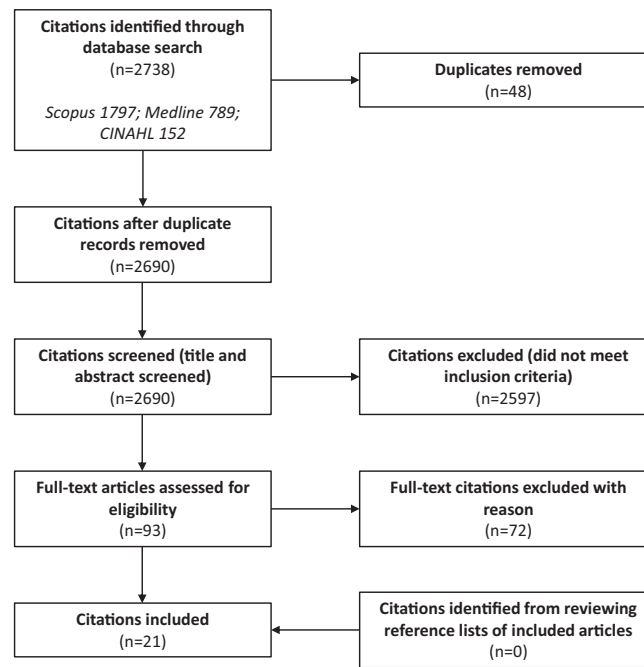 Citations identified through
database search
(n=2738)
Scopus 1797; Medline 789;
CINAHL 152
Duplicates removed
(n=48)
Citations after duplicate
records removed
(n=2690)
Citations screened (title and
abstract screened)
(n=2690)
Citations excluded (did not meet
inclusion criteria)
(n=2597)
Full-text articles assessed for
eligibility
(n=93)
Full-text citations excluded with
reason
(n=72)
Citations included
(n=21)
Citations identified from reviewing
reference lists of included articles
(n=0)